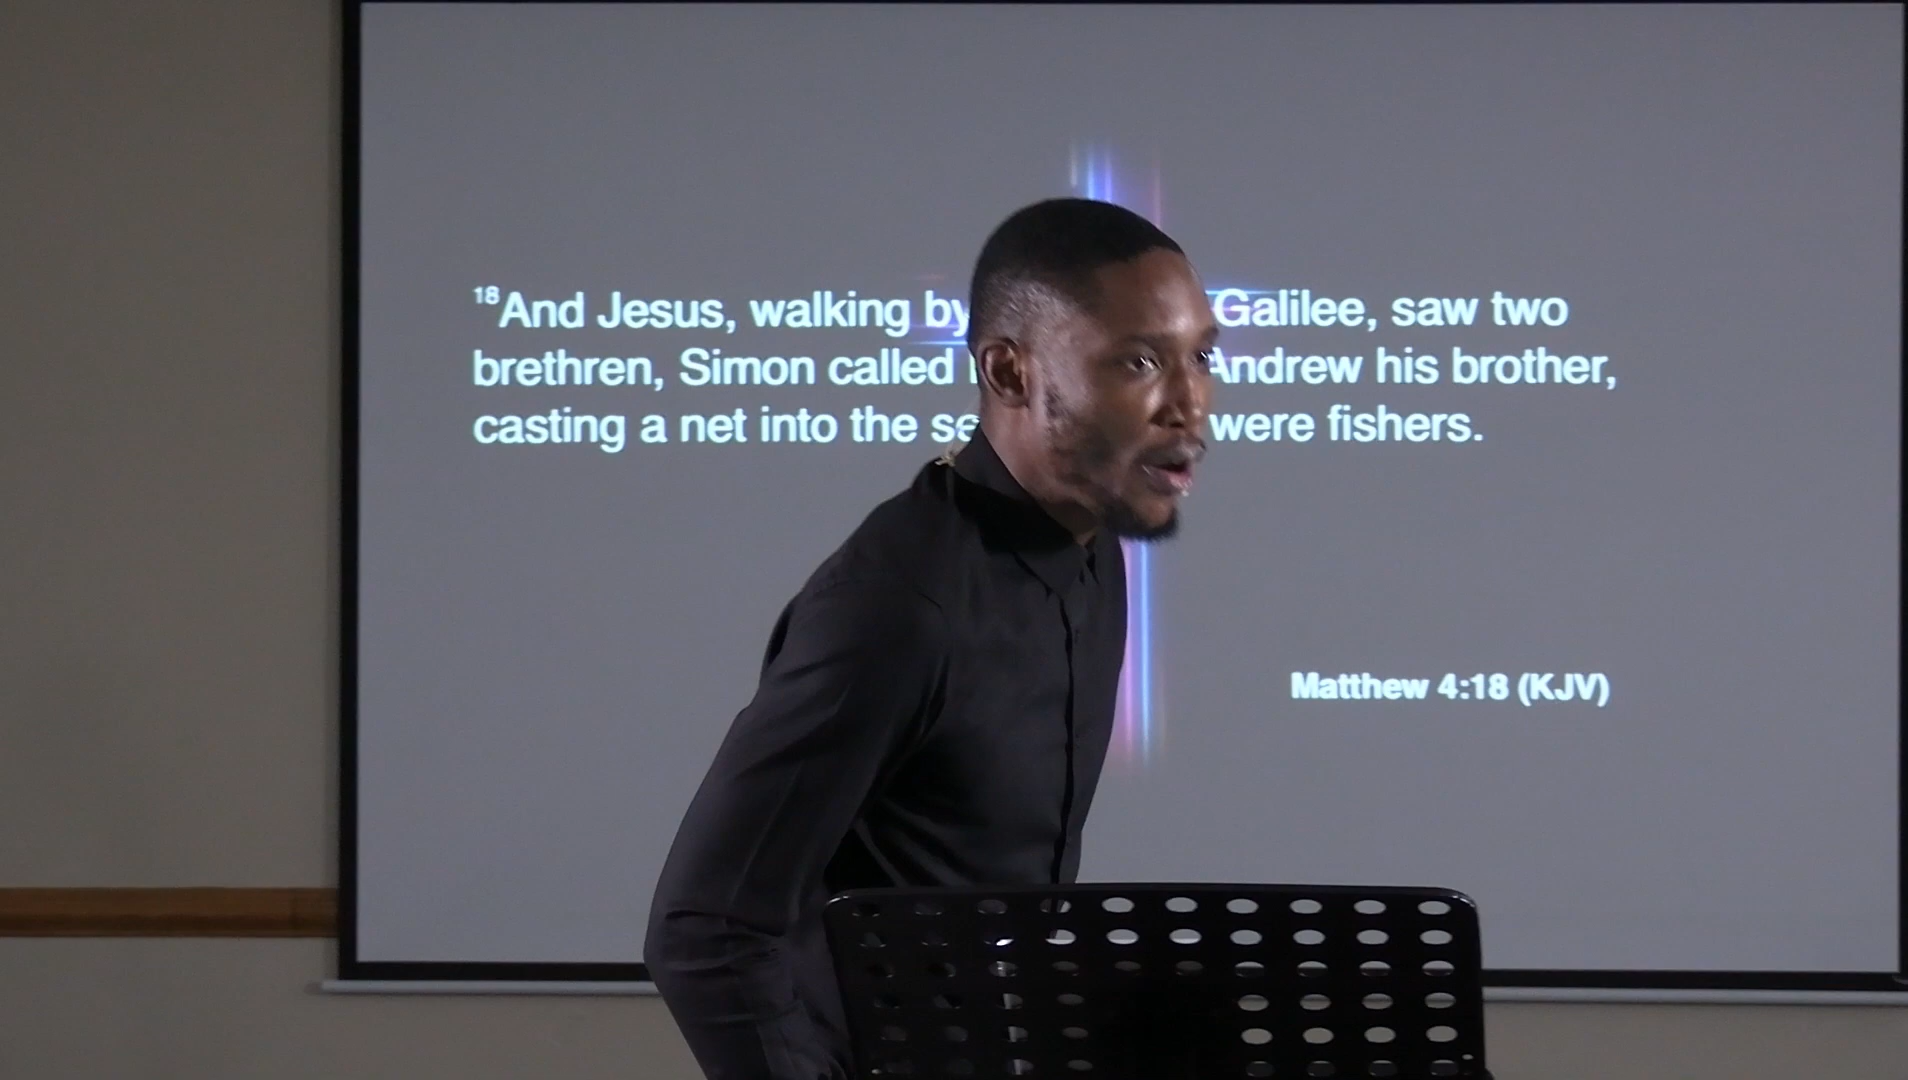 18And Jesus, walking by Galilee, saw two
brethren, Simon called Andrew his brother,
casting a net into the were fishers.
Matthew 4:18 (KJV)